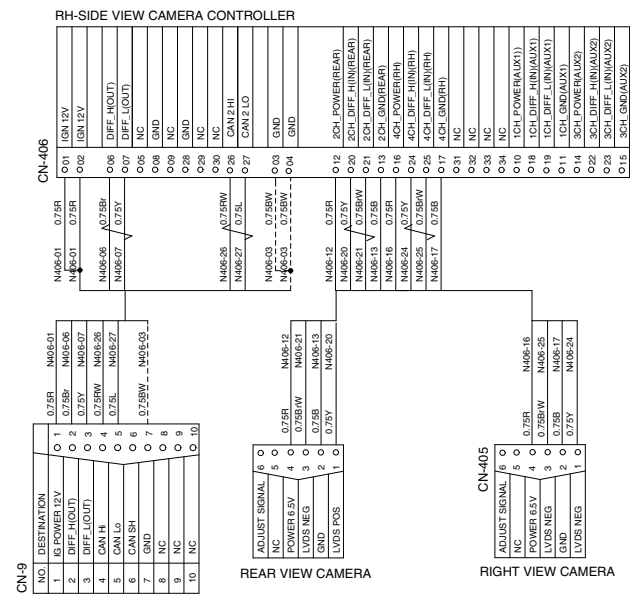 RH-SIDE VIEW CAMERA CONTROLLER
CN-406
IGN 12V
IGN 12V
DIFF_H(OUT)
DIFF_L(OUT)
NC
GND
NC
GND
NC
NC
CAN 2 HI
CAN 2 LO
GND
GND
2CH_POWER(REAR)
2CH_DIFF_H(IN)(REAR)
2CH_DIFF_L(IN)(REAR)
2CH_GND(REAR)
4CH_POWER(RH)
4CH_DIFF_H(IN)(RH)
4CH_DIFF_L(IN)(RH)
4CH_GND(RH)
NC
NC
NC
NC
1CH_POWER(AUX1))
1CH_DIFF_H(IN)(AUX1)
1CH_DIFF_L(IN)(AUX1)
1CH_GND(AUX1)
3CH_POWER(AUX2)
3CH_DIFF_H(IN)(AUX2)
3CH_DIFF_L(IN)(AUX2)
3CH_GND(AUX2)
01 02 06 07 05 08 09 28 29 30 26 27 03 04 12 20 21 13 16 24 25 17 31 32 33 34 10 18 19 11 14 22 23 15
0.75R
0.75R
0.75Br
0.75Y
0.75RW
0.75L
0.75BW
0.75BW
0.75R
0.75Y
0.75BrW
0.75B
0.75R
0.75Y
0.75BrW
0.75B
N406-01
N406-01
N406-06
N406-07
N406-26
N406-27
N406-03
N406-03
N406-12
N406-20
N406-21
N406-13
N406-16
N406-24
N406-25
N406-17
N406-01
N406-06
N406-07
N406-26
N406-27
N406-03
0.75R
0.75Br
0.75Y
0.75RW
0.75L
0.75BW
1 2 3 4 5 6 7 8 9 10
CN-9
NO. DESTINATION
1 IG POWER 12V
2 DIFF_H(OUT)
3 DIFF_L(OUT)
4 CAN Hi
5 CAN Lo
6 CAN SH
7 GND
8 NC
9 NC
10 NC
N406-12
N406-21
N406-13
N406-20
0.75R
0.75BrW
0.75B
0.75Y
6 5 4 3 2 1
ADJUST SIGNAL
NC
POWER 6.5V
LVDS NEG
GND
LVDS POS
REAR VIEW CAMERA
N406-16
N406-25
N406-17
N406-24
0.75R
0.75BrW
0.75B
0.75Y
CN-405
6 5 4 3 2 1
ADJUST SIGNAL
NC
POWER 6.5V
LVDS NEG
GND
LVDS NEG
RIGHT VIEW CAMERA